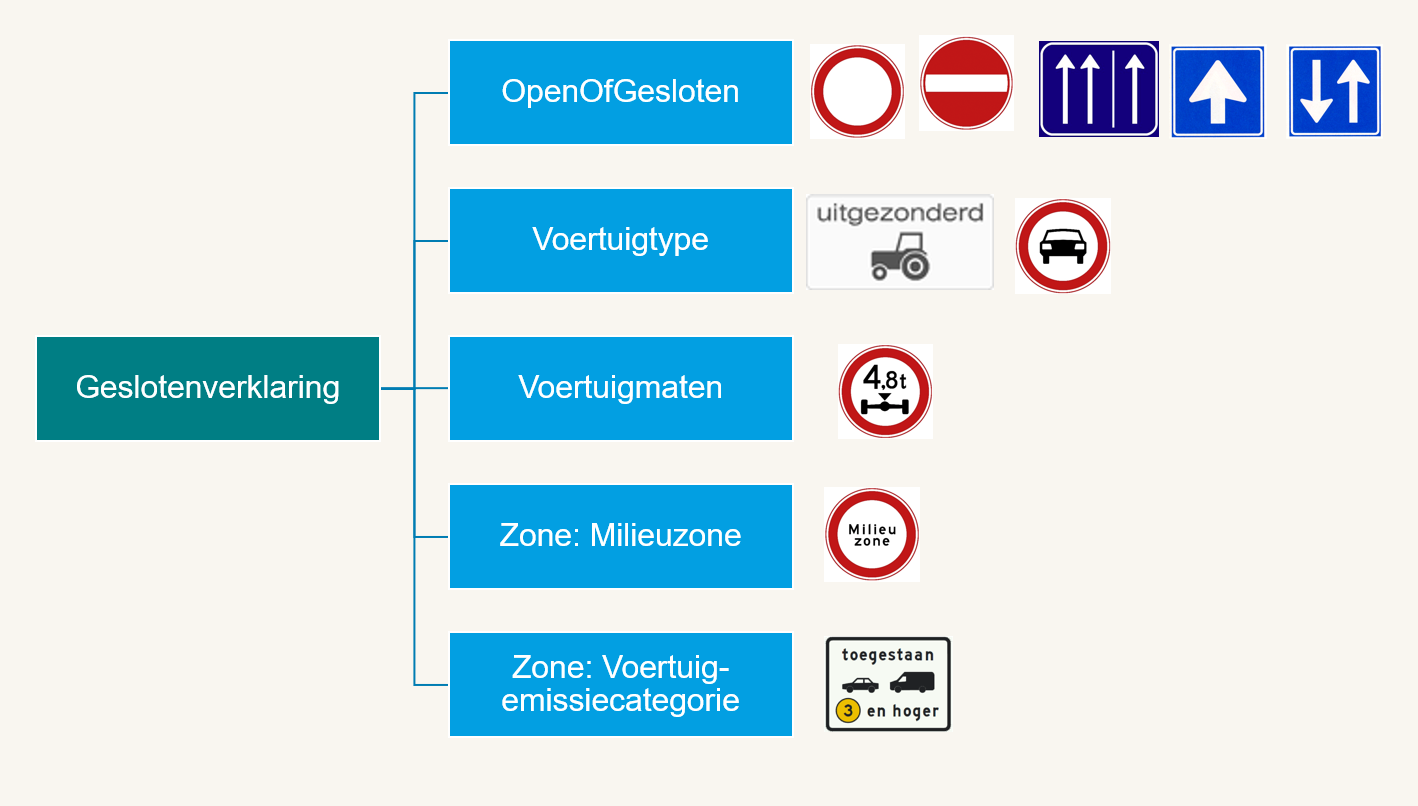 OpenOfGesloten
uitgezonderd
Voertuigtype
Geslotenverklaring
Voertuigmaten
4,8t
Zone: Milieuzone
Milieu
zone
Zone: Voertuig-
emissiecategorie
toegestaan
3 en hoger